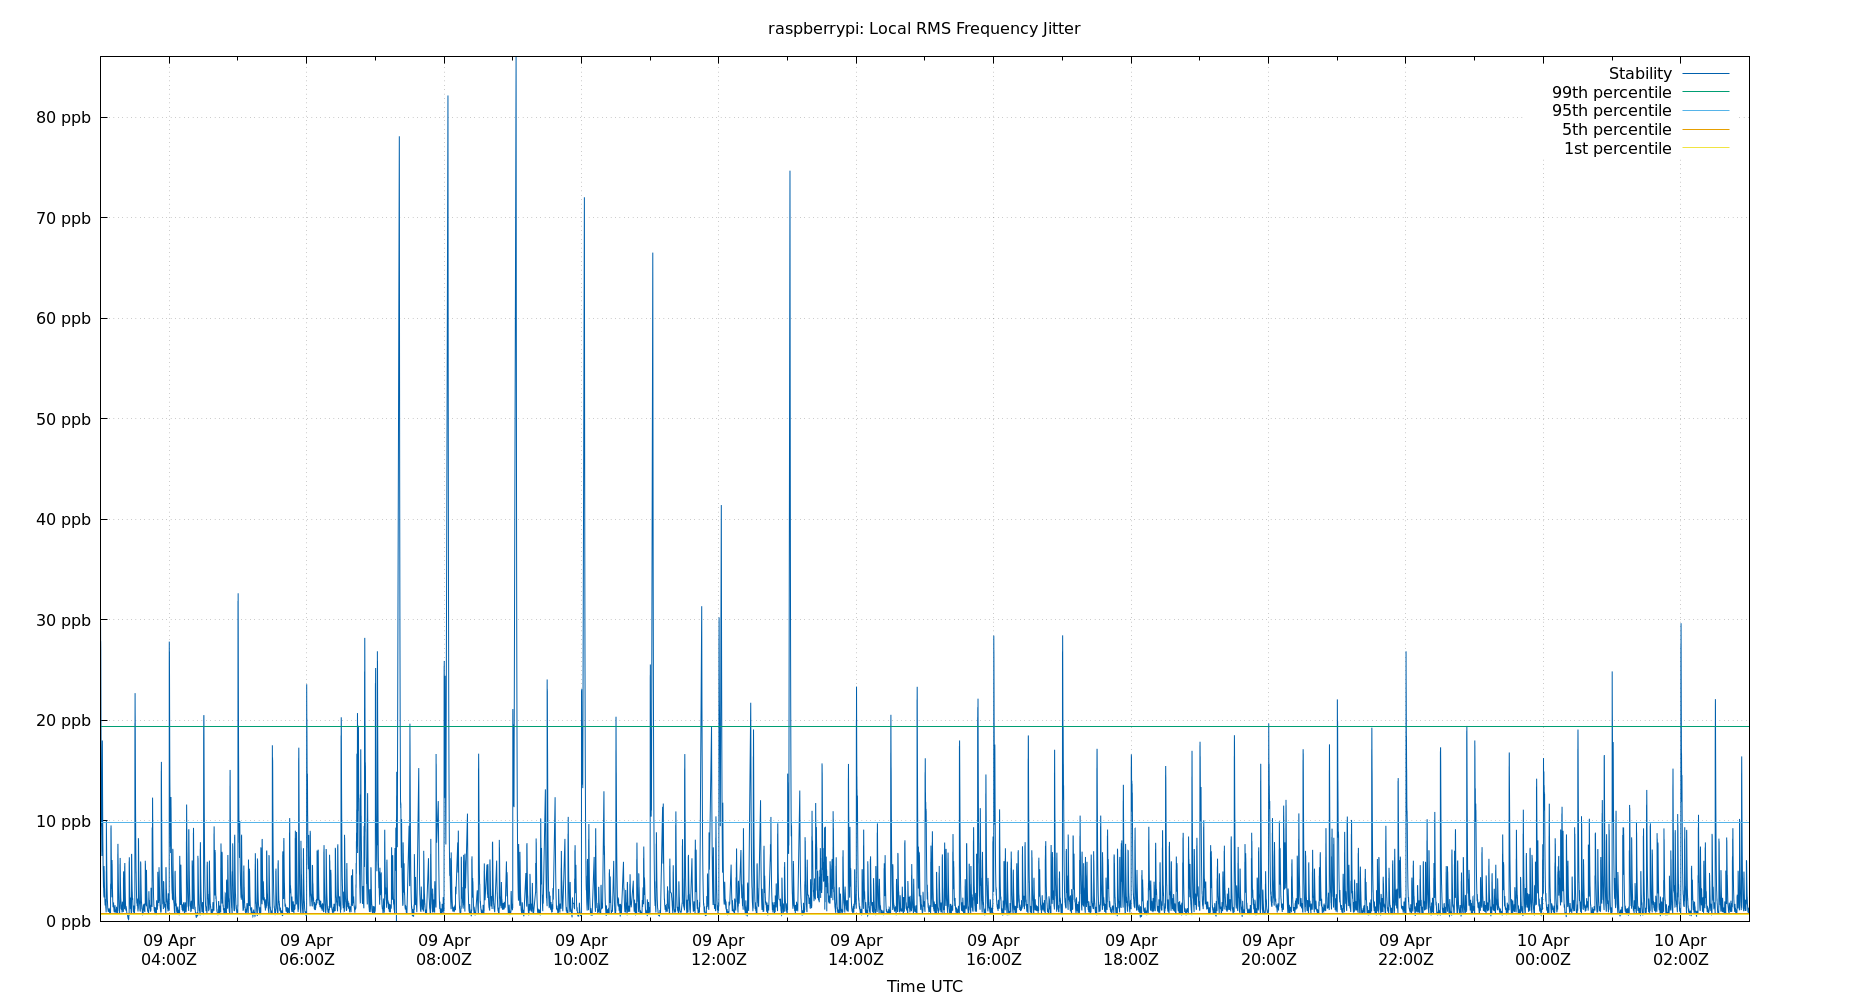 raspberrypi: Local RMS Frequency Jitter
Stability
99th percentile
95th percentile
5th percentile
1st percentile
80 ppb
70 ppb
60 ppb
50 ppb
40 ppb
30 ppb
20 ppb
10 ppb
0 ppb
09 Apr 09 Apr 09 Apr 09 Apr 09 Apr 09 Apr 09 Apr 09 Apr 09 Apr 09 Apr 10 Apr 10 Apr
04:00Z 06:00Z 08:00Z 10:00Z 12:00Z 14:00Z 16:00Z 18:00Z 20:00Z 22:00Z 00:00Z 02:00Z
Time UTC